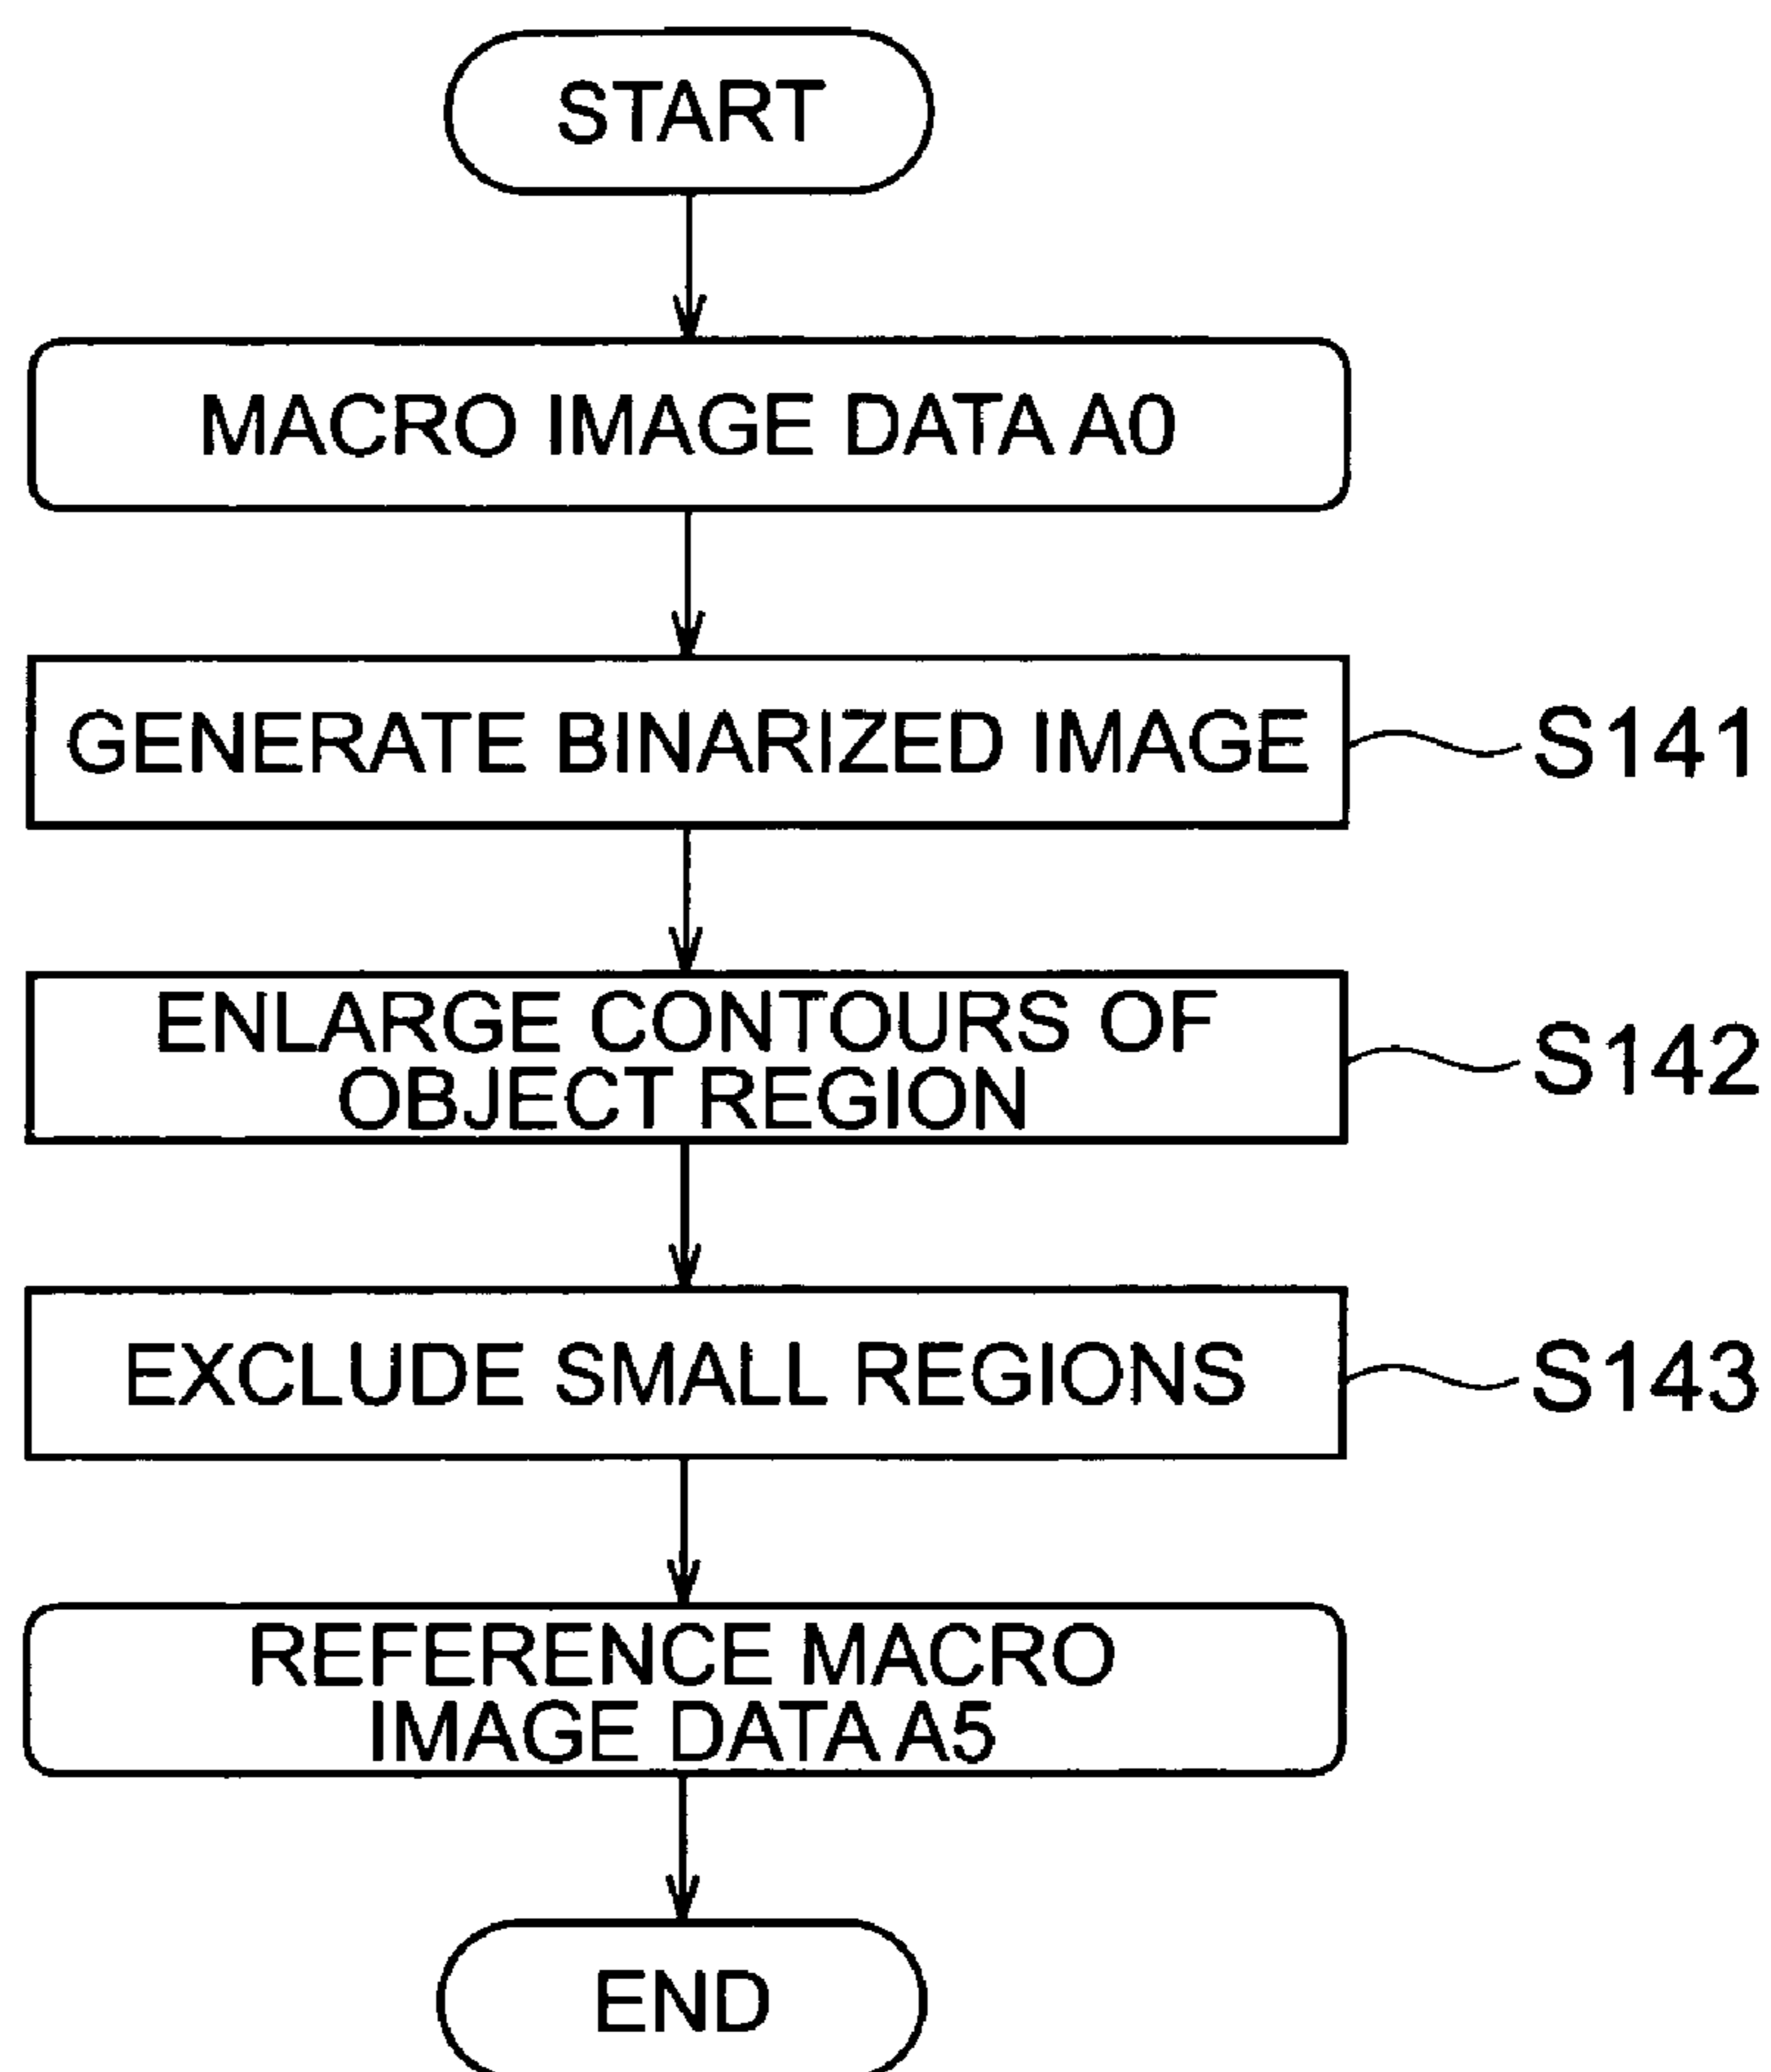 START
MACRO IMAGE DATA A0
GENERATE BINARIZED IMAGE
S141
ENLARGE CONTOURS OF
OBJECT REGION
S142
EXCLUDE SMALL REGIONS
S143
REFERENCE MACRO
IMAGE DATA A5
END